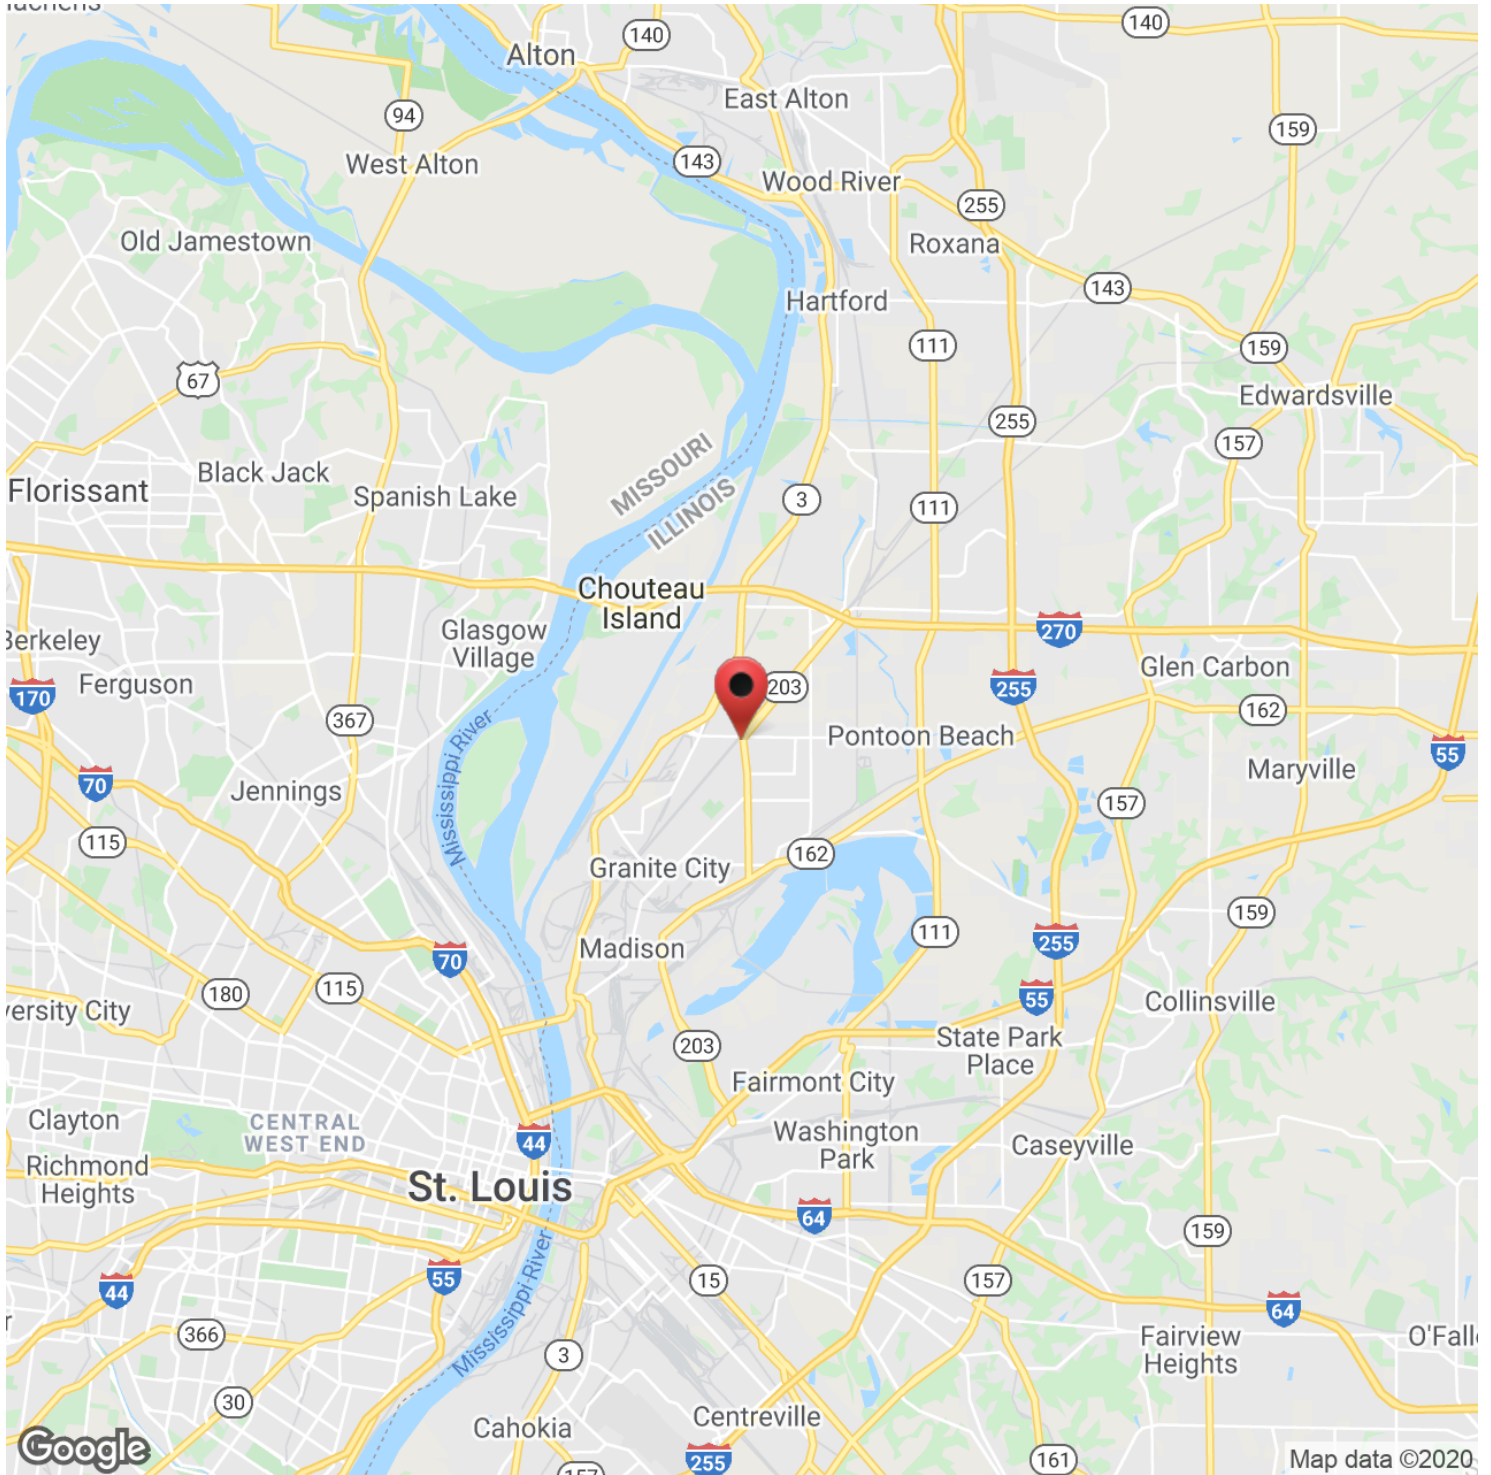 Alton
140
140
East Alton
94
159
West Alton
143
Wood River
255
Old Jamestown
Roxana
143
Hartford
111
159
67
Edwardsville
255
157
MISSOURI
Black Jack
Florissant
Spanish Lake
3
ILLINOIS
111
Chouteau
Island
270
Glasgow
Village
Berkeley
Glen Carbon
Ferguson
170
203
255
162
367
Pontoon Beach
55
Mississippi River
Maryville
70
Jennings
157
115
162
Granite City
159
111
255
Madison
70
180
115
55
Collinsville
versity City
State Park
Place
203
Fairmont City
Clayton
CENTRAL
WEST END
44
Washington
Park
Caseyville
Richmond
Heights
St. Louis
64
159
Mississippi River
55
15
157
44
64
366
3
Fairview
Heights
O'Fall
30
Centreville
Cahokia
Google
255
161
157
Map data ©2020